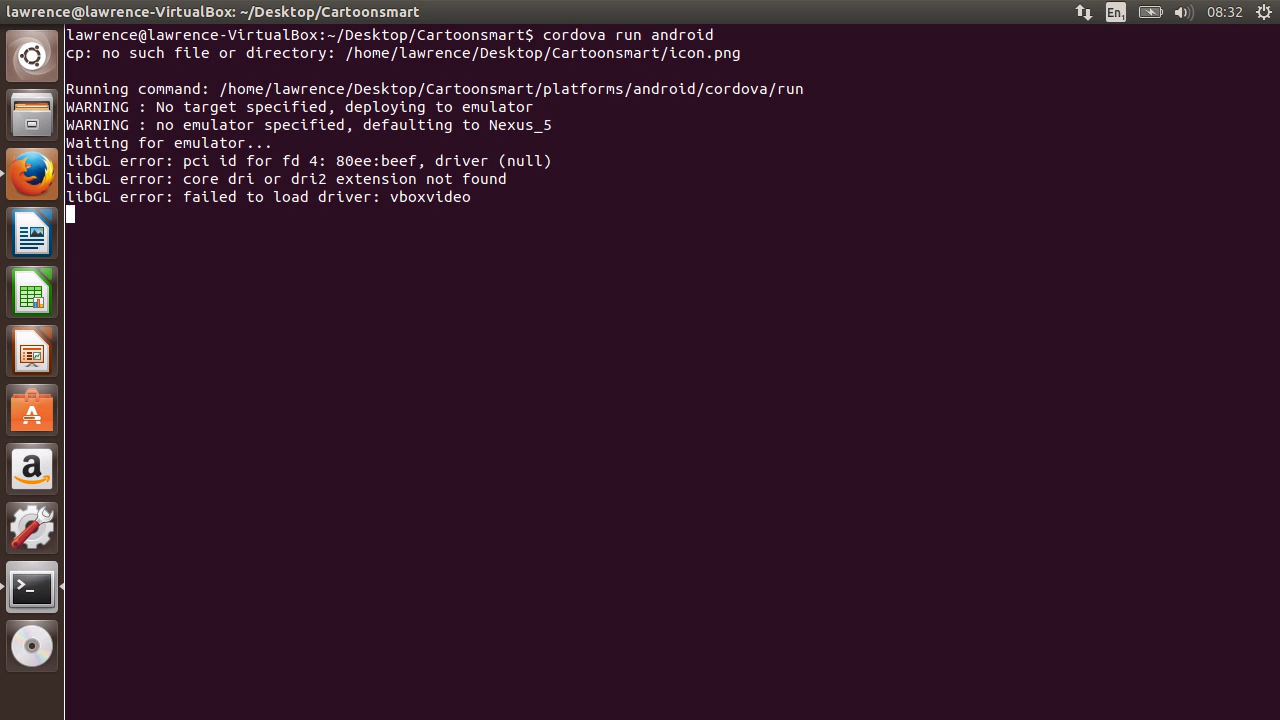 lawrence@lawrence-VirtualBox: ~/Desktop/Cartoonsmart
En1
08:32
lawrence@lawrence-VirtualBox:~/Desktop/Cartoonsmart$ cordova run android
cp: no such file or directory: /home/lawrence/Desktop/Cartoonsmart/icon.png
Running command: /home/lawrence/Desktop/Cartoonsmart/platforms/android/cordova/run
WARNING : No target specified, deploying to emulator
WARNING : no emulator specified, defaulting to Nexus_5
Waiting for emulator...
libGL error: pci id for fd 4: 80ee:beef, driver (null)
libGL error: core dri or dri2 extension not found
libGL error: failed to load driver: vboxvideo